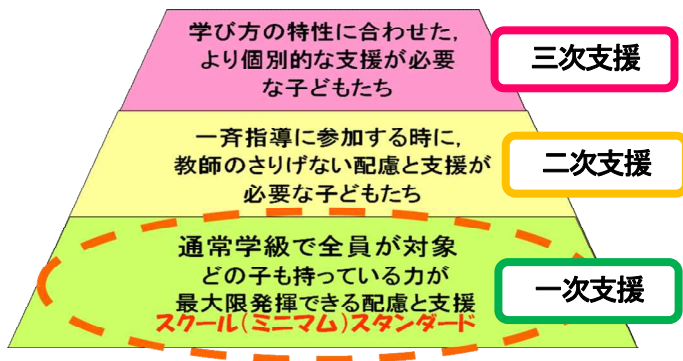 学び方の特性に合わせた,
より個別的な支援が必要
な子どもたち
三次支援
一斉指導に参加する時に,
教師のさりげない配慮と支援が
必要な子どもたち
二次支援
通常学級で全員が対象
どの子も持っている力が
最大限発揮できる配慮と支援
スクール(ミニマム)スタンダード
一次支援